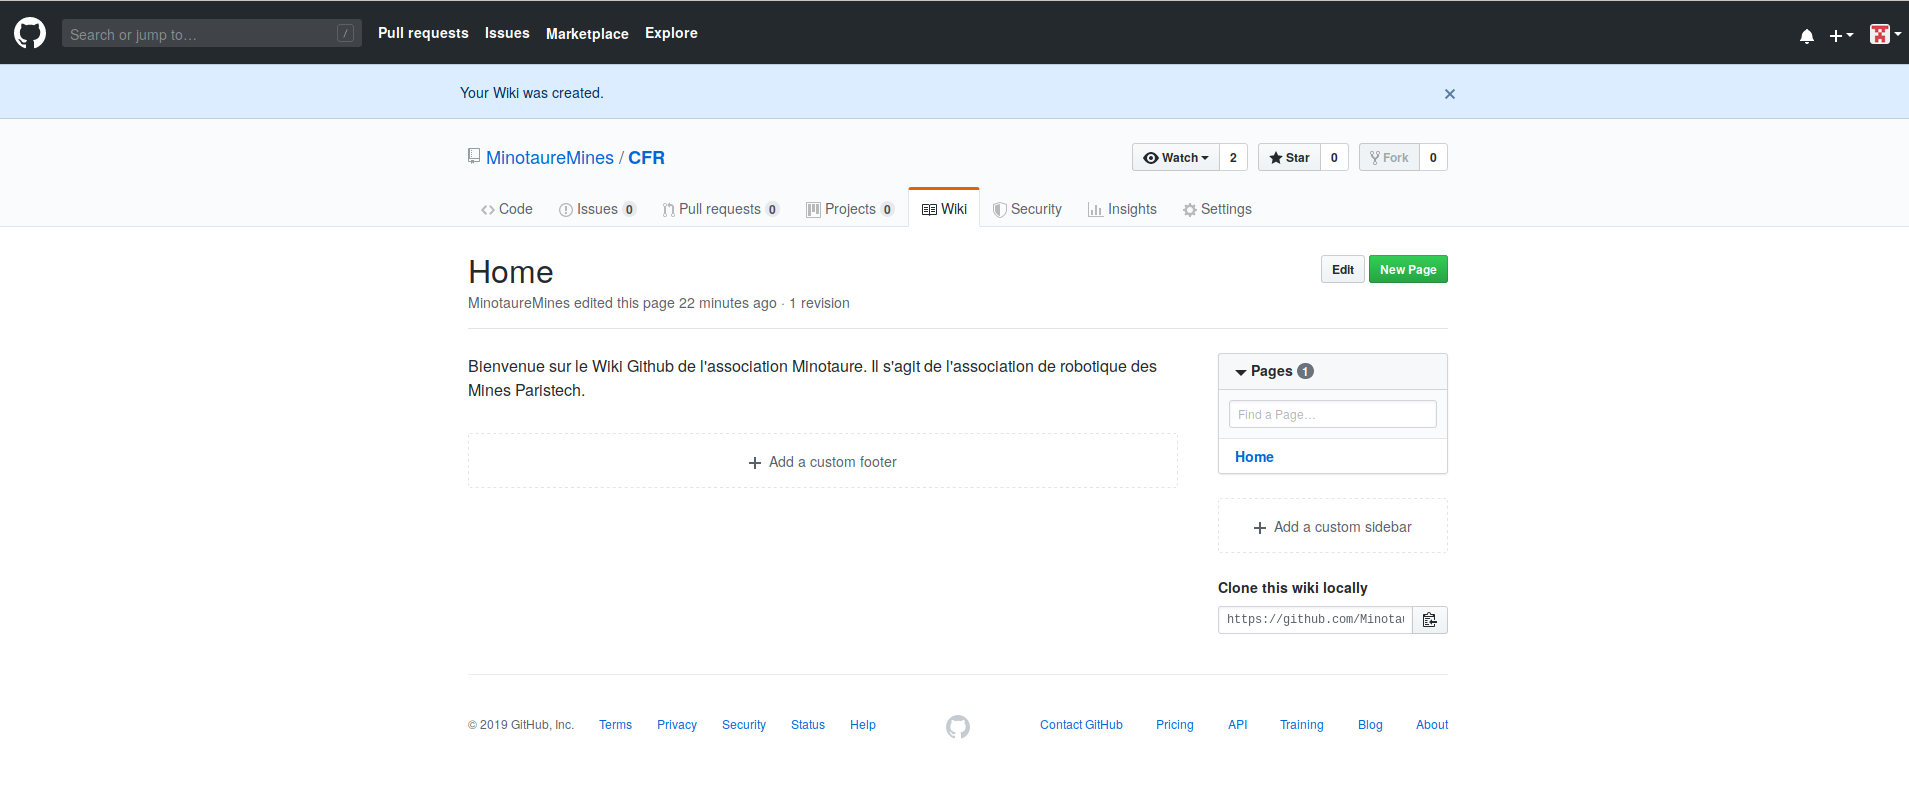 Search or jump to… /
Pull requests Issues Marketplace Explore
Your Wiki was created.
MinotaureMines / CFR
Watch 2 Star 0 Fork 0
Code Issues 0 Pull requests 0 Projects 0 Wiki Security Insights Settings
Home
Edit New Page
MinotaureMines edited this page 22 minutes ago · 1 revision
Bienvenue sur le Wiki Github de l'association Minotaure. Il s'agit de l'association de robotique des
Mines Paristech.
Add a custom footer
Pages 1
Find a Page…
Home
Add a custom sidebar
Clone this wiki locally
https://github.com/Minotau
© 2019 GitHub, Inc. Terms Privacy Security Status Help Contact GitHub Pricing API Training Blog About